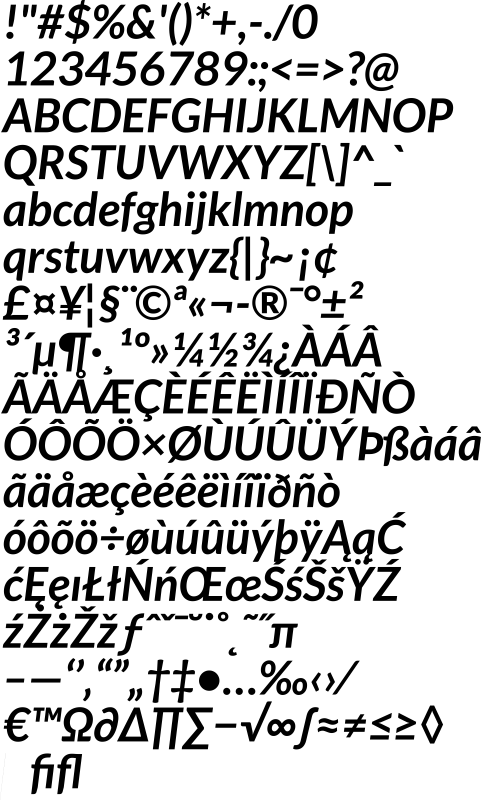 !"#$%&'()*+,-./0
123456789:;<=>?@
ABCDEFGHIJKLMNOP
QRSTUVWXYZ[\]^_`
abcdefghijklmnop
qrstuvwxyz{|}~¡¢
£¤¥¦§¨©ª«¬-®¯°±²
³´µ¶·¸¹º»¼½¾¿ÀÁÂ
ÃÄÅÆÇÈÉÊËÌÍÎÏÐÑÒ
ÓÔÕÖ×ØÙÚÛÜÝÞßàáâ
ãäåæçèéêëìíîïðñò
óôõö÷øùúûüýþÿĄąĆ
ćĘęıŁłŃńŒœŚśŠšŸŹ
źŻżŽžƒˆˇˉ˘˙˚˛˜˝π
–—‘’‚“”„†‡•…‰‹›⁄
€™Ω∂∆∏∑−√∞∫≈≠≤≥◊
ﬁﬂ